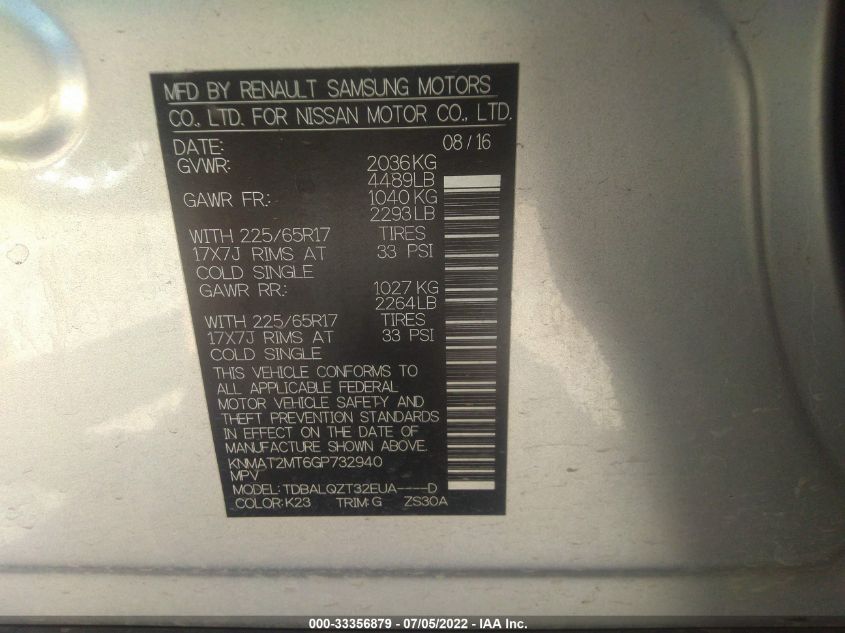 MFD BY RENAULT SAMSUNG MOTORS
CO., LTD. FOR NISSAN MOTOR CO., LTD.
DATE: 08/16
GVWR: 2036KG
4489LB
GAWR FR: 1040 KG
2293LB
WITH 225/65R17 TIRES
17X7J RIMS AT 33 PSI
COLD SINGLE
GAWR RR: 1027 KG
2264LB
WITH 225/65R17 TIRES
17X7J RIMS AT 33 PSI
COLD SINGLE
THIS VEHICLE CONFORMS TO
ALL APPLICABLE FEDERAL
MOTOR VEHICLE SAFETY AND
THEFT PREVENTION STANDARDS
IN EFFECT ON THE DATE OF
MANUFACTURE SHOWN ABOVE.
KNMAT2MT6GP732940
MPV
MODEL: TDBALQZT32EUA----D
COLOR: K23 TRIM: G ZS30A
000-33356879 - 07/05/2022 - IAA Inc.